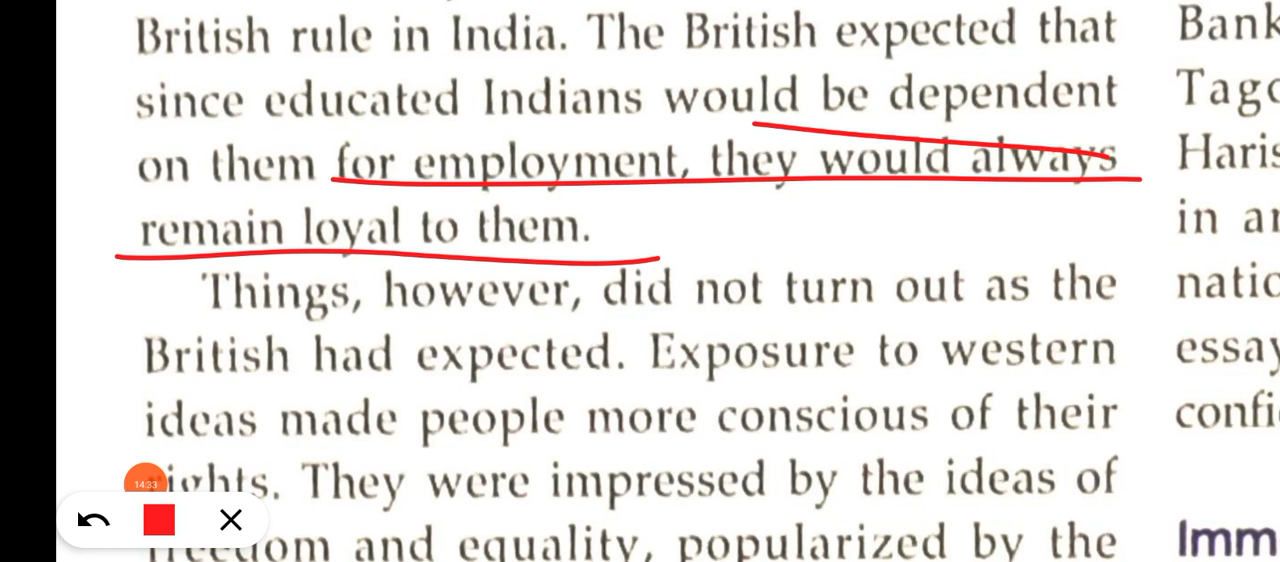 British rule in India. The British expected that
since educated Indians would be dependent
on them for employment, they would always
remain loyal to them.
Things, however, did not turn out as the
British had expected. Exposure to western
ideas made people more conscious of their
rights. They were impressed by the ideas of
freedom and equality, popularized by the
14:33
Bank
Tago
Haris
in
natio
essay
confi
Imm